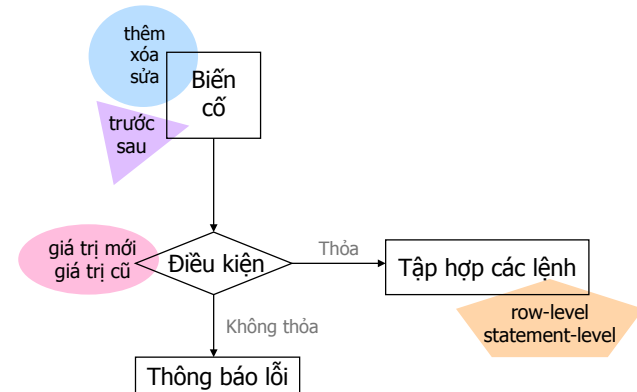 thêm
xóa
sửa
Biến
cố
trước
sau
giá trị mới
giá trị cũ
Điều kiện
Thỏa
Tập hợp các lệnh
row-level
statement-level
Không thỏa
Thông báo lỗi